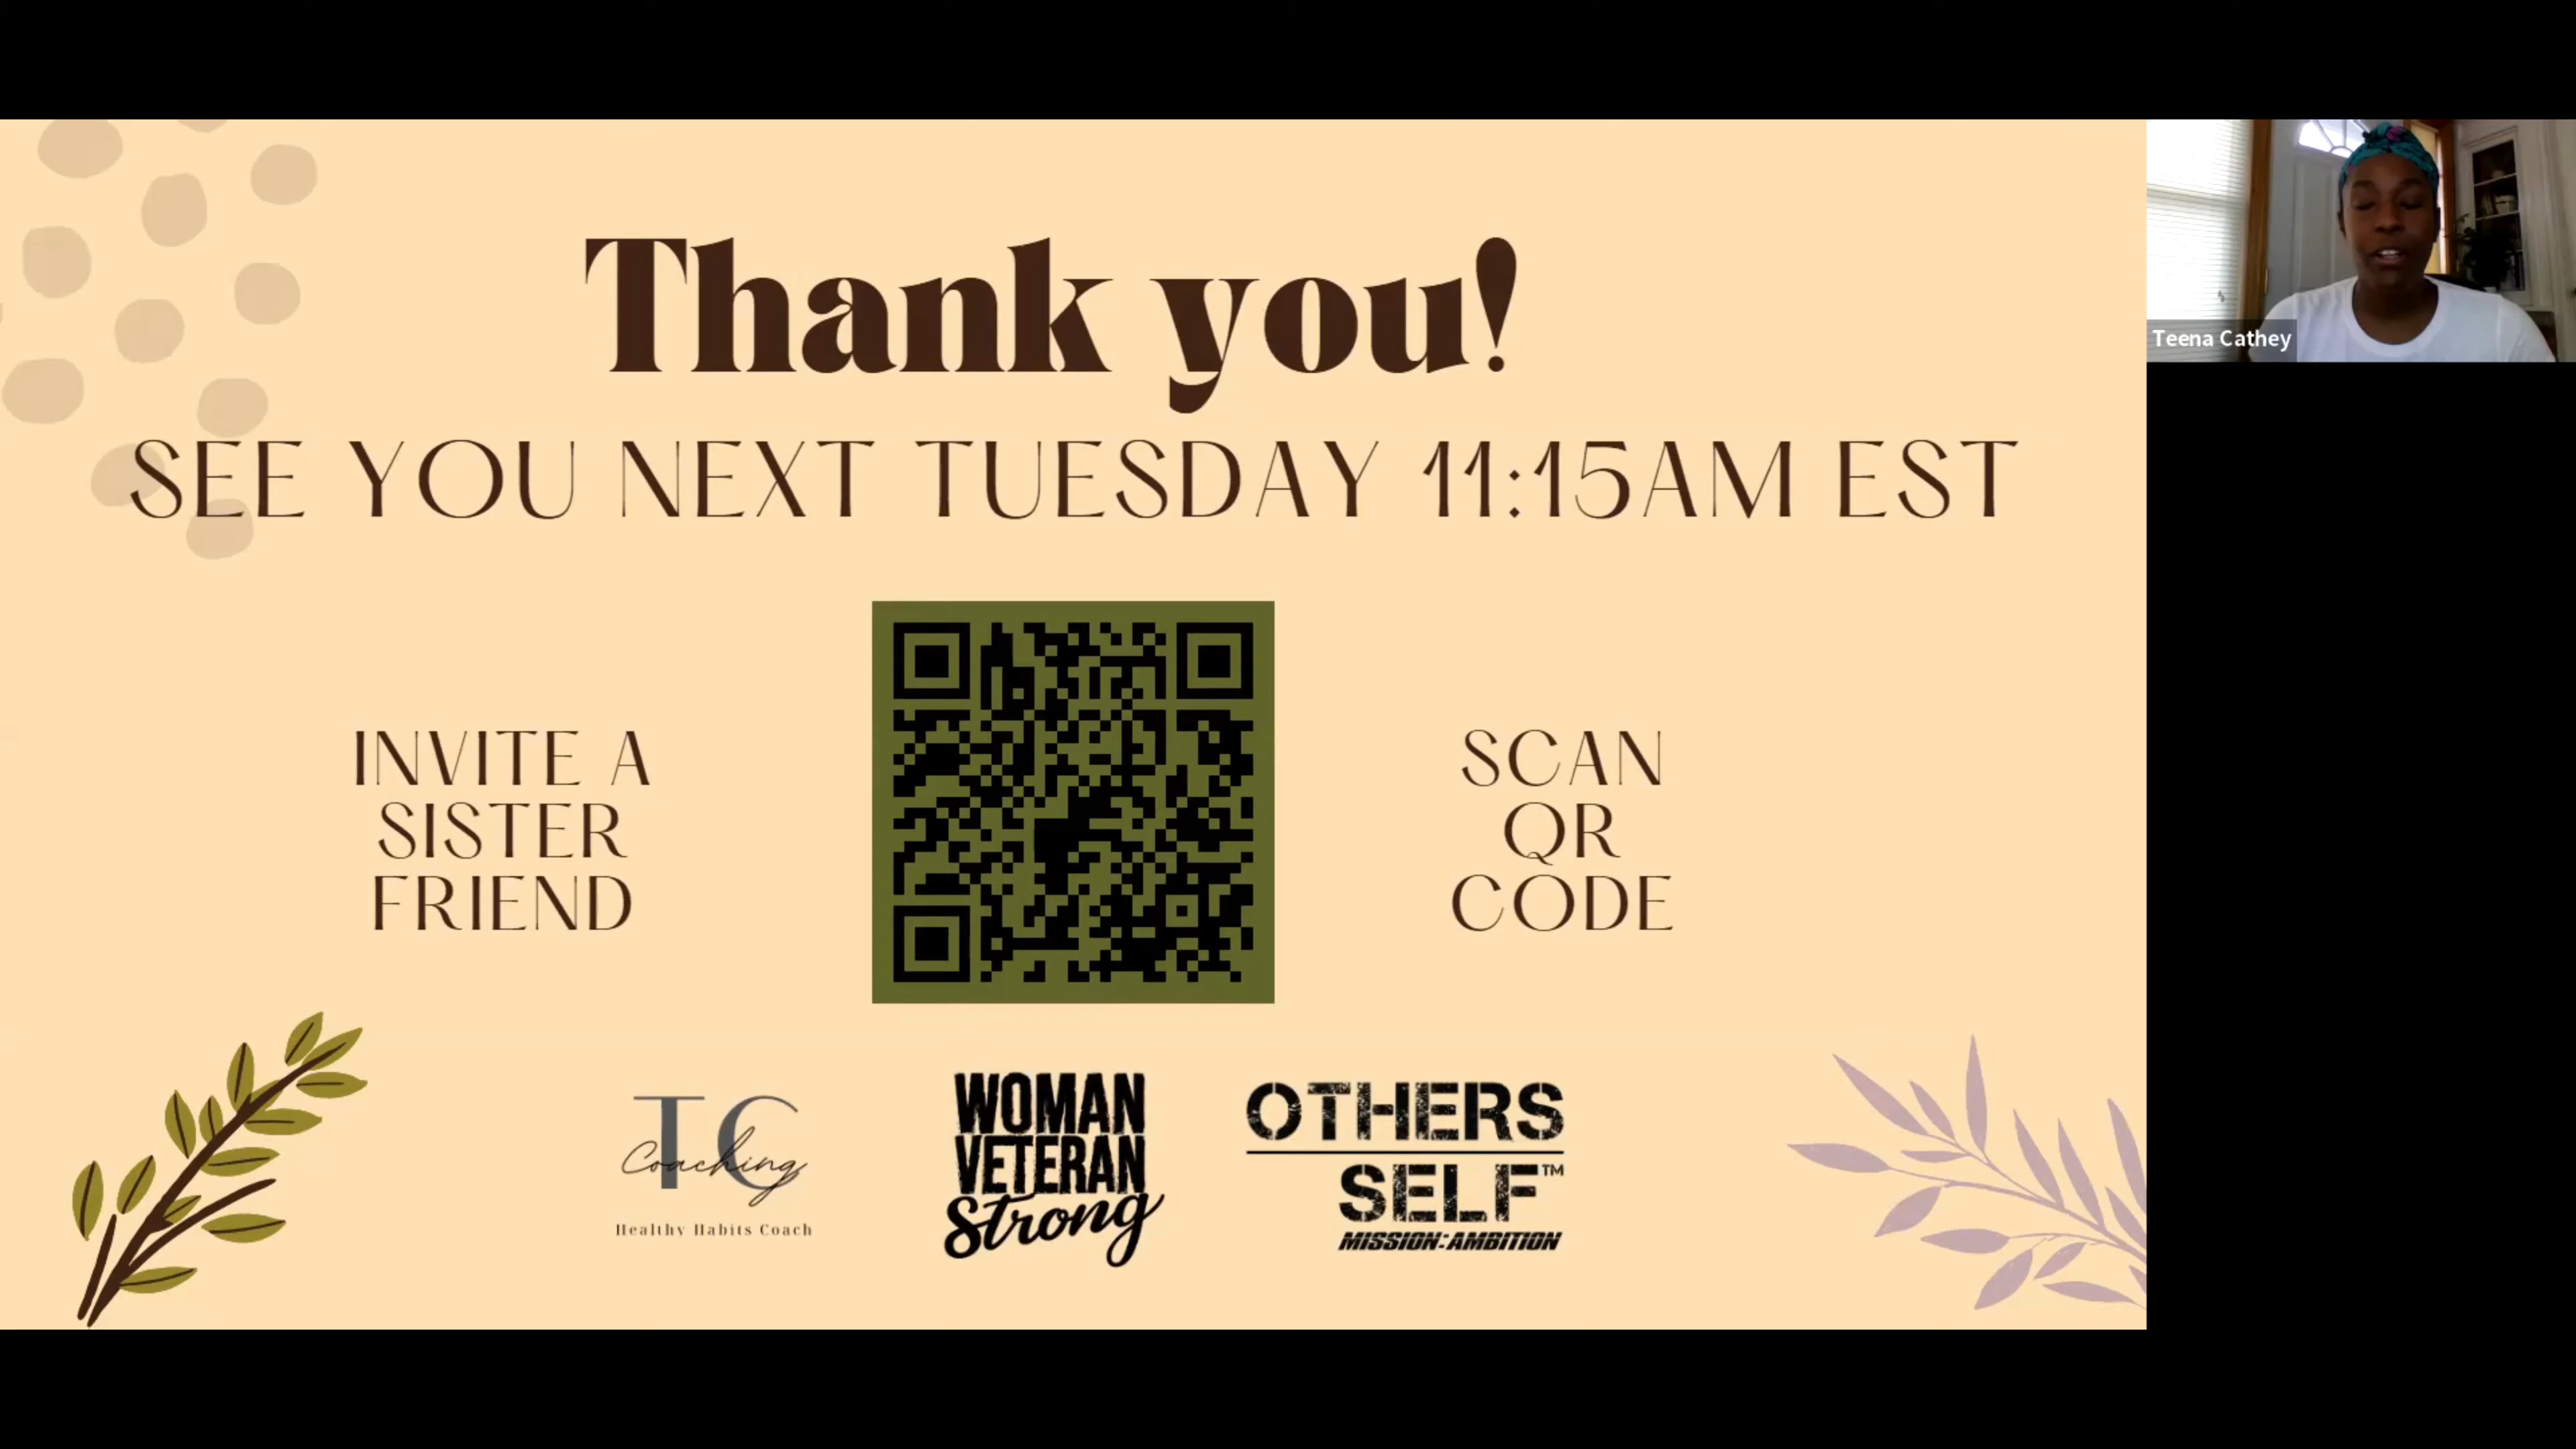 Thank you!
SEE YOU NEXT TUESDAY 11:15AM EST
INVITE A
SISTER
FRIEND
SCAN
QR
CODE
TC
Coaching
Healthy Habits Coach
WOMAN
VETERAN
Strong
OTHERS
SELF™
MISSION:AMBITION
Teena Cathey